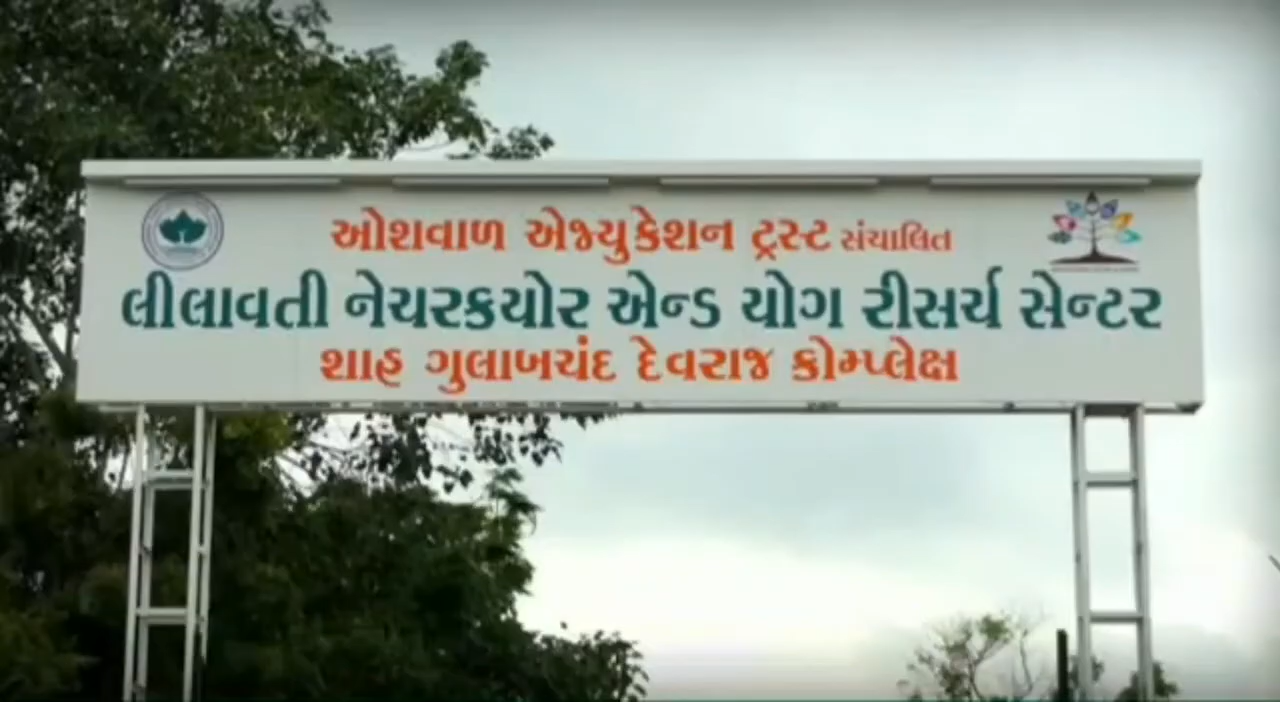 ઓશવાળ એજ્યુકેશન ટ્રસ્ટ સંચાલિત
લીલાવતી નેચરક્યોર એન્ડ યોગ રીસર્ચ સેન્ટર
શાહ ગુલાબચંદ દેવરાજ કોમ્પ્લેક્ષ